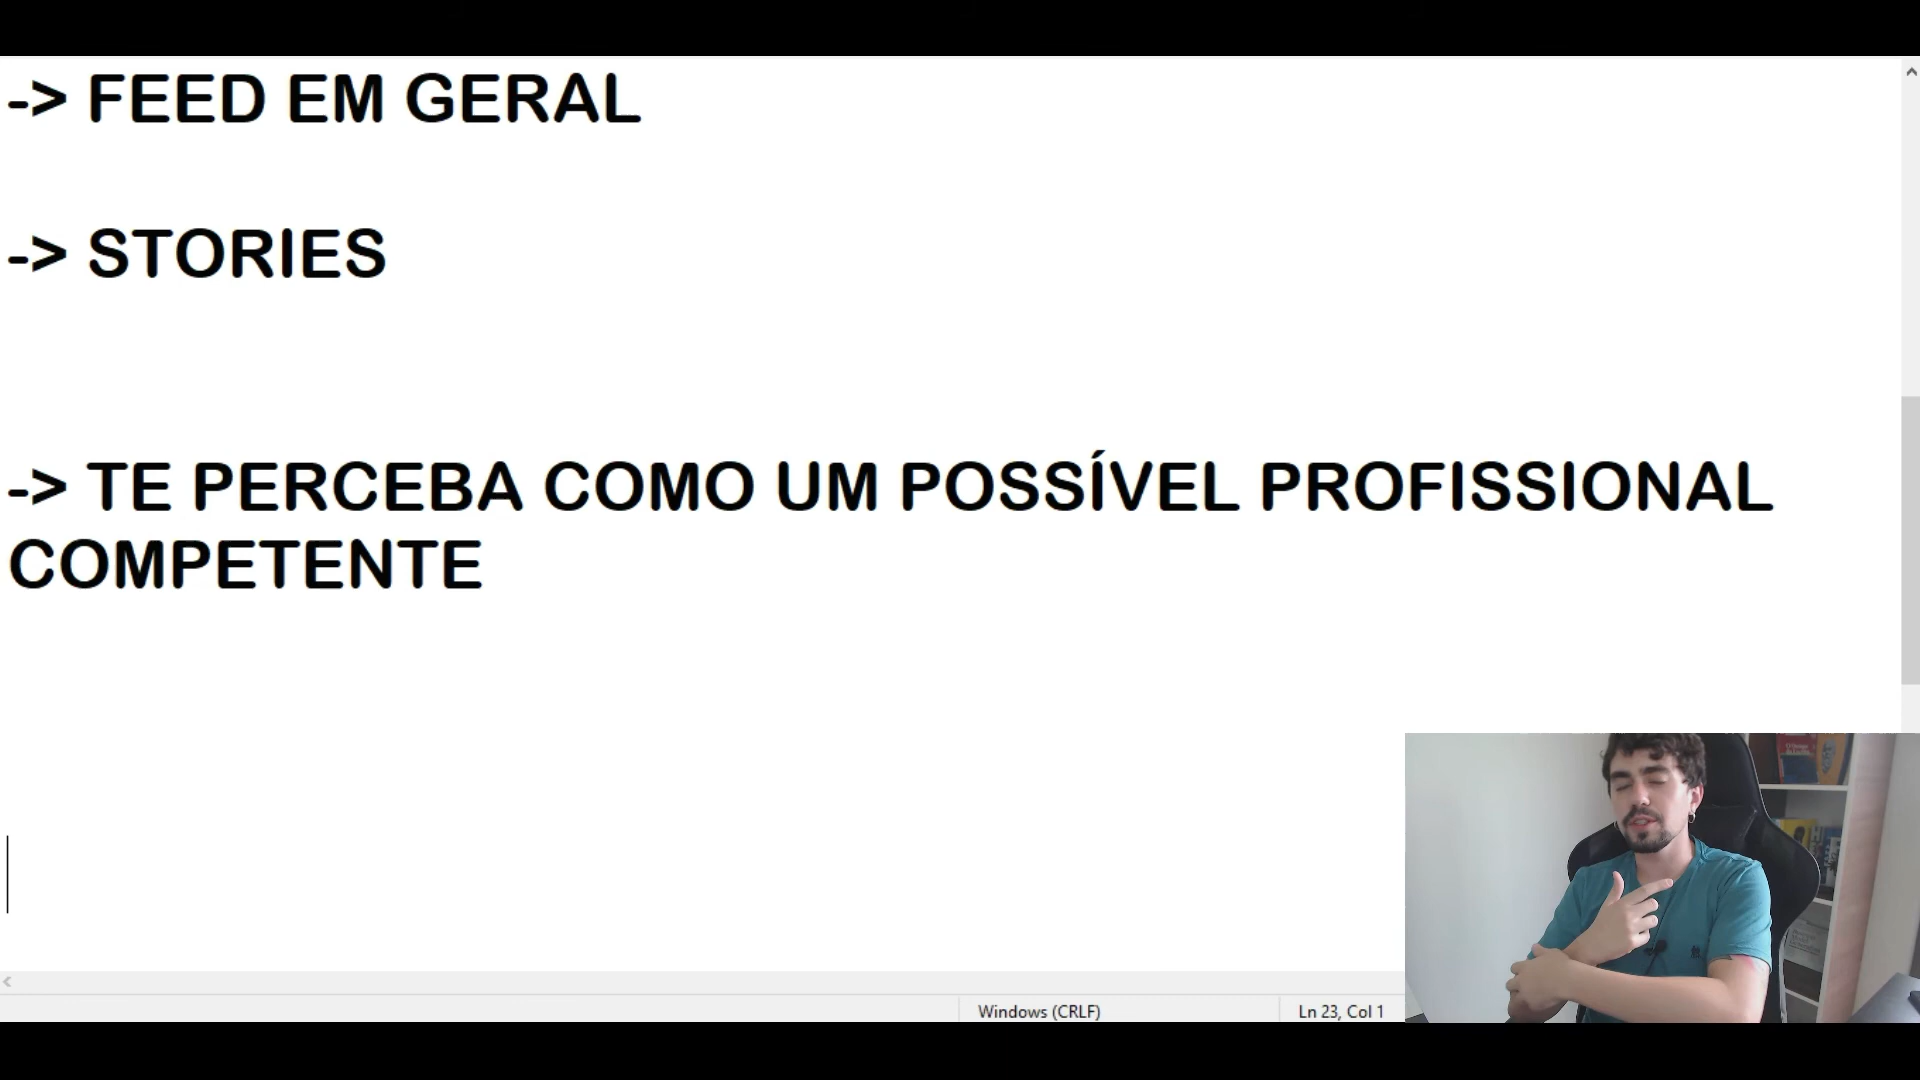 -> FEED EM GERAL
-> STORIES
-> TE PERCEBA COMO UM POSSÍVEL PROFISSIONAL
COMPETENTE
Windows (CRLF)
Ln 23, Col 1